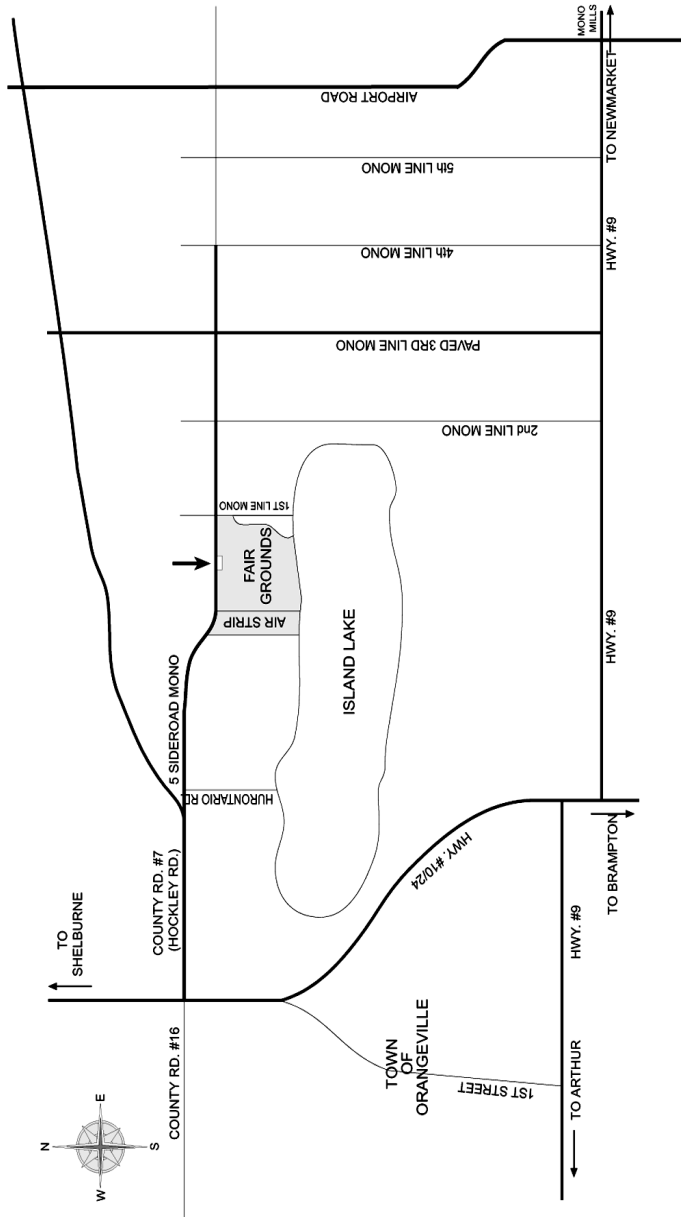 N
E
S
W
TO
SHELBURNE
COUNTY RD. #16
COUNTY RD. #7
(HOCKLEY RD.)
5 SIDEROAD MONO
HURONTARIO RD.
AIR STRIP
FAIR
GROUNDS
1ST LINE MONO
ISLAND LAKE
2nd LINE MONO
PAVED 3RD LINE MONO
4th LINE MONO
5th LINE MONO
AIRPORT ROAD
MONO
MILLS
TO NEWMARKET
HWY. #9
HWY. #9
HWY. #10/24
TO BRAMPTON
HWY. #9
TOWN
OF
ORANGEVILLE
1ST STREET
TO ARTHUR